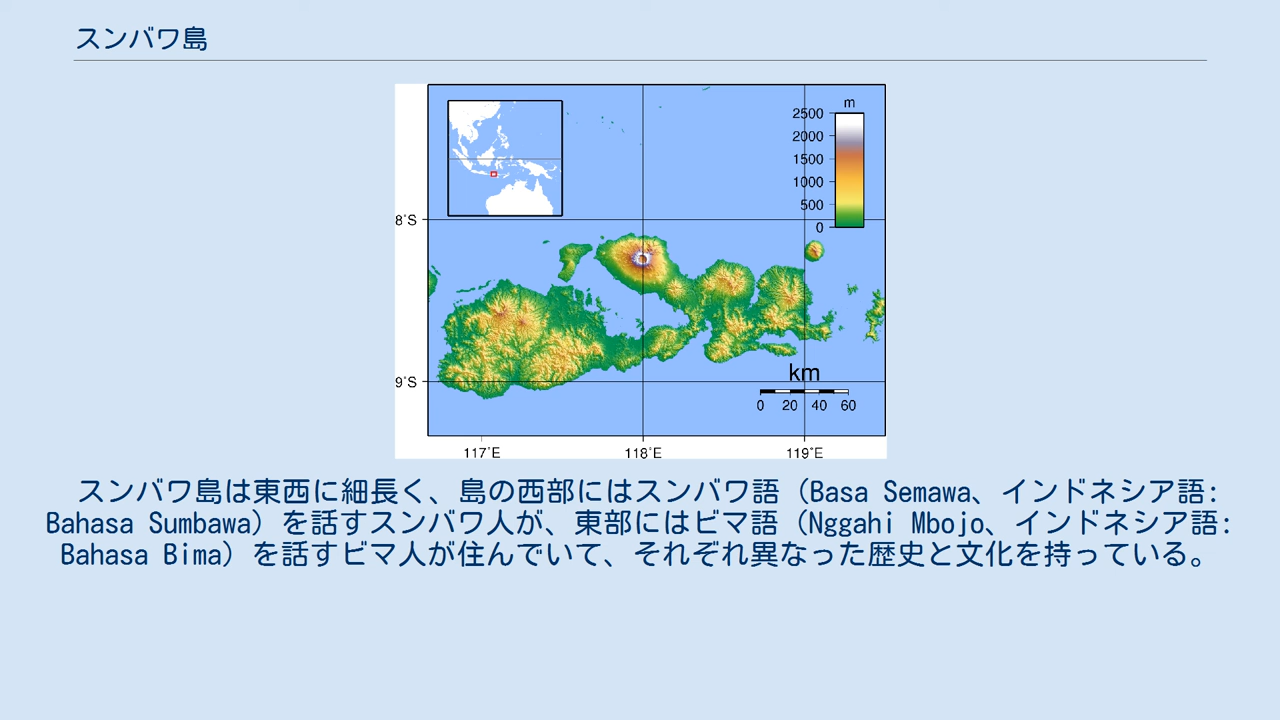 スンバワ島
m
2500
2000
1500
1000
500
0
8°S
9°S
km
0 20 40 60
117°E 118°E 119°E
スンバワ島は東西に細長く、島の西部にはスンバワ語（Basa Semawa、インドネシア語:
Bahasa Sumbawa）を話すスンバワ人が、東部にはビマ語（Nggahi Mbojo、インドネシア語:
Bahasa Bima）を話すビマ人が住んでいて、それぞれ異なった歴史と文化を持っている。